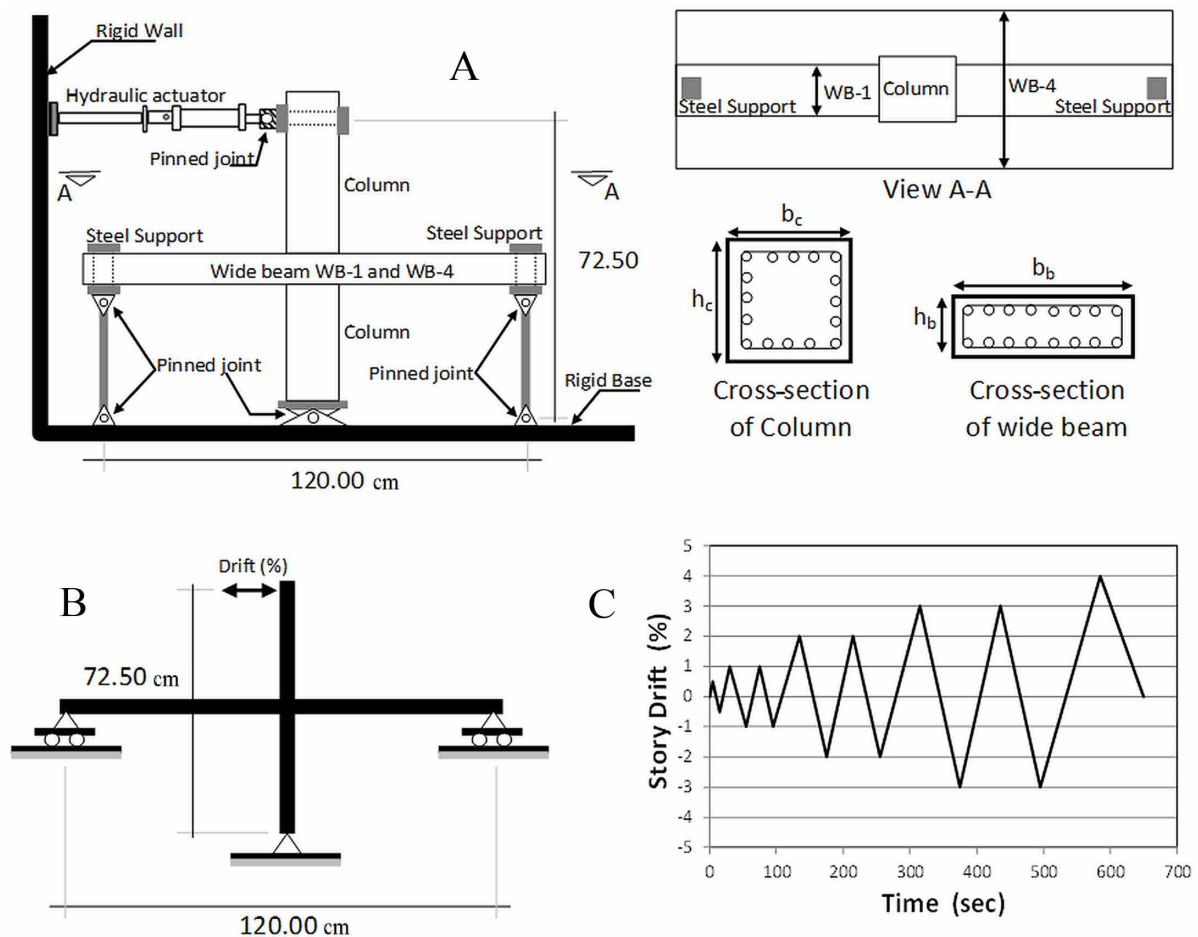 Rigid Wall
A
Hydraulic actuator
Pinned joint
A
A
Column
Steel Support
Steel Support
72.50
Wide beam WB-1 and WB-4
Column
Pinned joint
Pinned joint
Rigid Base
120.00 cm
WB-1
Column
WB-4
Steel Support
Steel Support
View A-A
bc
hc
bb
hb
Cross-section
of Column
Cross-section
of wide beam
B
Drift (%)
72.50 cm
120.00 cm
C
Story Drift (%)
5
4
3
2
1
0
-1
-2
-3
-4
-5
0 100 200 300 400 500 600 700
Time (sec)